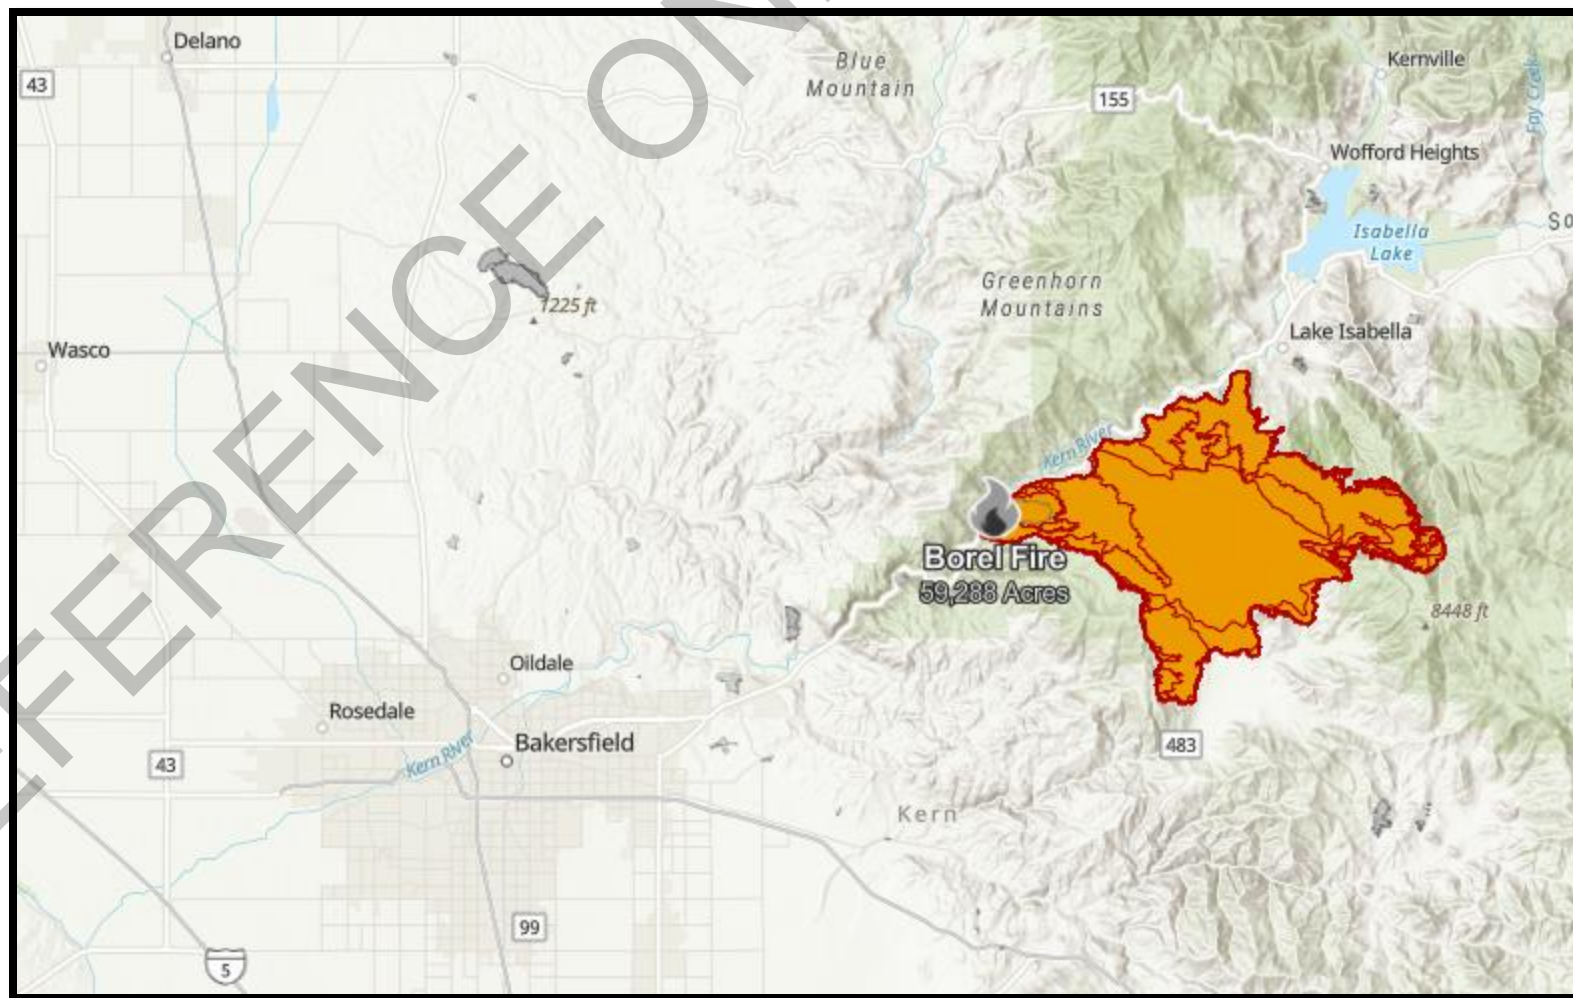 Delano
43
Blue
Mountain
Kernville
155
Fay Creek
Wofford Heights
So
Isabella
Lake
Greenhorn
Mountains
1225 ft
Lake Isabella
Wasco
Kern River
Borel Fire
59,288 Acres
8448 ft
Oildale
Rosedale
Bakersfield
Kern River
43
483
Kern
99
5
EFERENCE ON